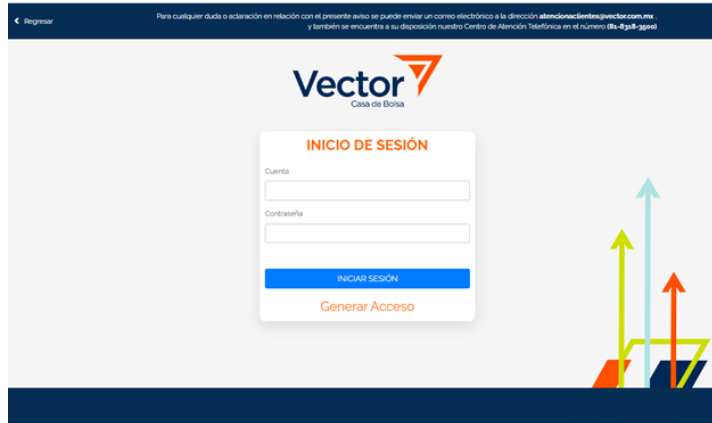 Regresar
Para cualquier duda o aclaración en relación con el presente aviso se puede enviar un correo electrónico a la dirección atencionaclientes@vector.com.mx ,
y también se encuentra a su disposición nuestro Centro de Atención Telefónica en el número (81-8318-3500)
Vector
Casa de Bolsa
INICIO DE SESIÓN
Cuenta
Contraseña
INICIAR SESIÓN
Generar Acceso